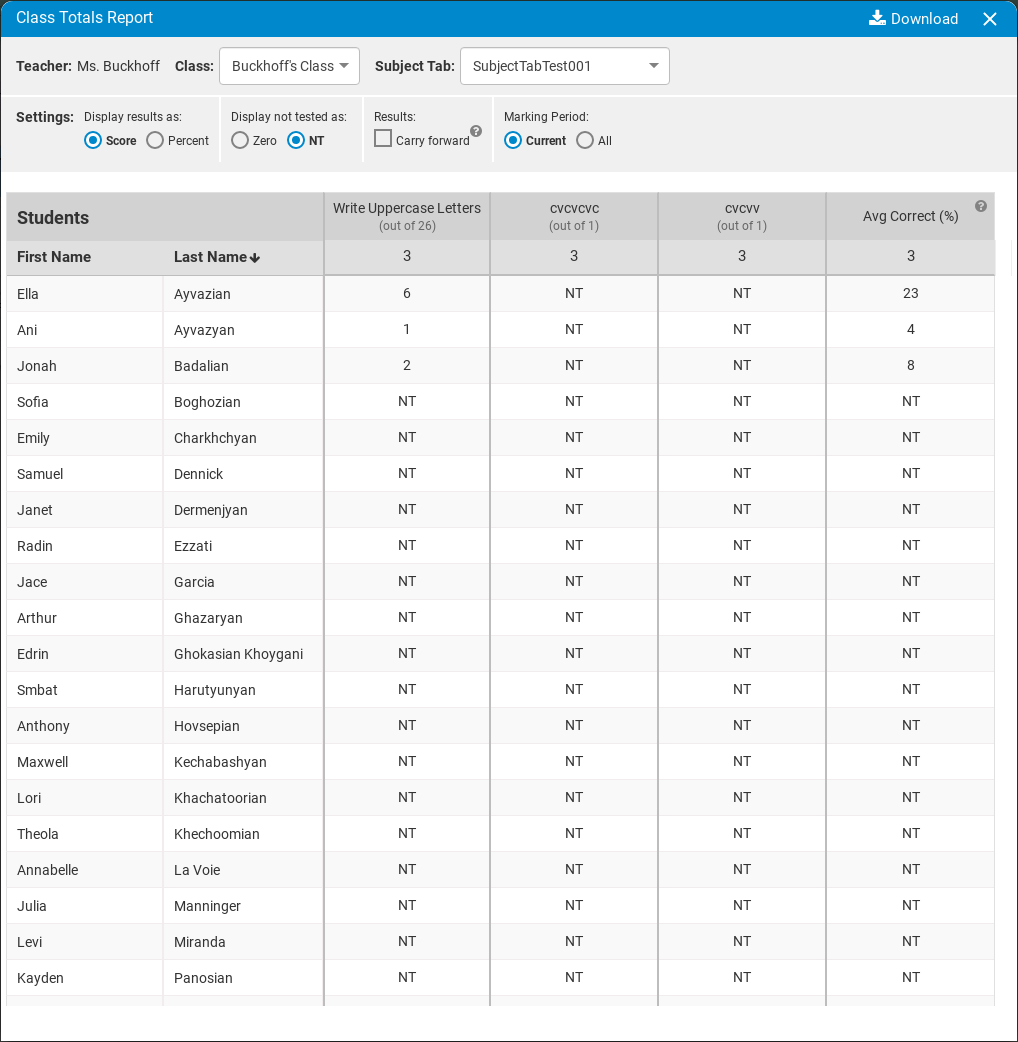 Class Totals Report Download
Teacher: Ms. Buckhoff Class: Buckhoff's Class Subject Tab: SubjectTabTest001
Settings: Display results as: Display not tested as: Results: Marking Period:
Score Percent Zero NT Carry forward ? Current All
Students Write Uppercase Letters cvcvcvc cvcvv Avg Correct (%) ?
(out of 26) (out of 1) (out of 1)
First Name Last Name 3 3 3 3
Ella Ayvazian 6 NT NT 23
Ani Ayvazyan 1 NT NT 4
Jonah Badalian 2 NT NT 8
Sofia Boghozian NT NT NT NT
Emily Charkhchyan NT NT NT NT
Samuel Dennick NT NT NT NT
Janet Dermenjyan NT NT NT NT
Radin Ezzati NT NT NT NT
Jace Garcia NT NT NT NT
Arthur Ghazaryan NT NT NT NT
Edrin Ghokasian Khoygani NT NT NT NT
Smbat Harutyunyan NT NT NT NT
Anthony Hovsepian NT NT NT NT
Maxwell Kechabashyan NT NT NT NT
Lori Khachatoorian NT NT NT NT
Theola Khechoomian NT NT NT NT
Annabelle La Voie NT NT NT NT
Julia Manninger NT NT NT NT
Levi Miranda NT NT NT NT
Kayden Panosian NT NT NT NT